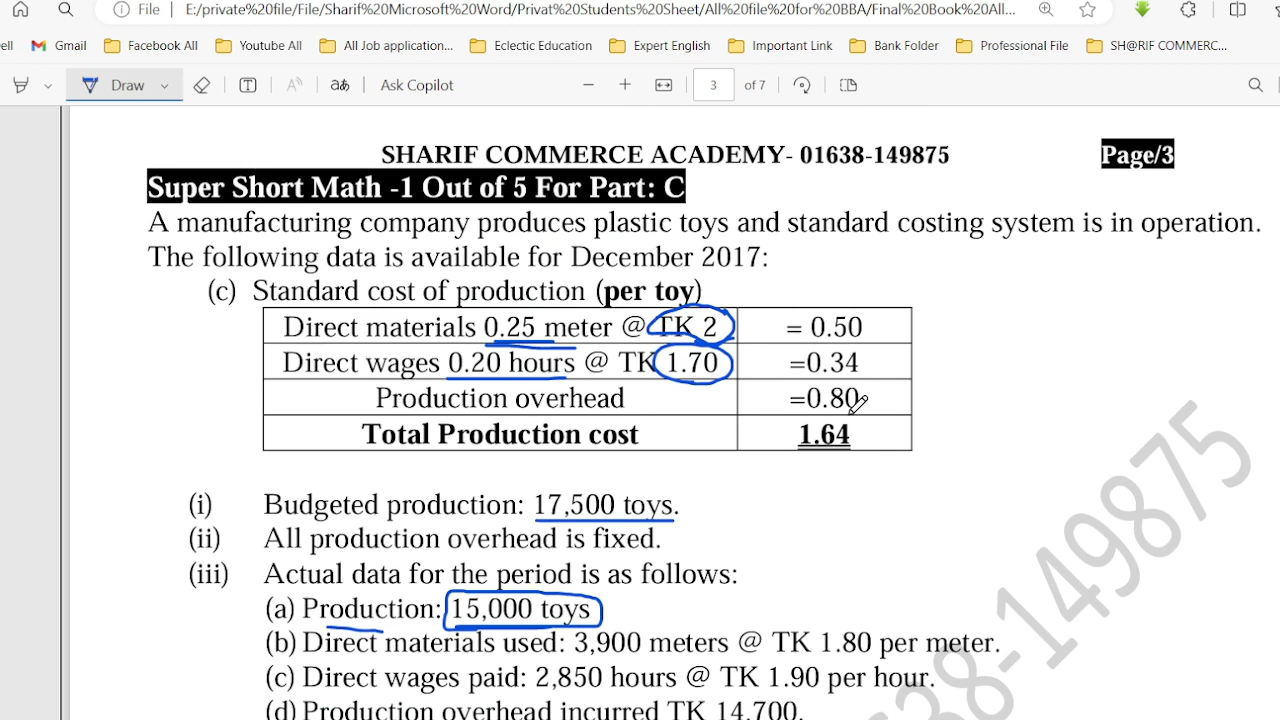 File E:/private%20file/File/Sharif%20Microsoft%20Word/Privat%20Students%20Sheet/All%20file%20for%20BBA/Final%20Book%20All...
ell Gmail Facebook All Youtube All All Job application... Eclectic Education Expert English Important Link Bank Folder Professional File SH@RIF COMMERC...
Draw T A aあ Ask Copilot 3 of 7
SHARIF COMMERCE ACADEMY- 01638-149875 Page/3
Super Short Math -1 Out of 5 For Part: C
A manufacturing company produces plastic toys and standard costing system is in operation.
The following data is available for December 2017:
(c) Standard cost of production (per toy)
Direct materials 0.25 meter @ TK 2 = 0.50
Direct wages 0.20 hours @ TK 1.70 =0.34
Production overhead =0.80
Total Production cost 1.64
(i) Budgeted production: 17,500 toys.
(ii) All production overhead is fixed.
(iii) Actual data for the period is as follows:
(a) Production: 15,000 toys
(b) Direct materials used: 3,900 meters @ TK 1.80 per meter.
(c) Direct wages paid: 2,850 hours @ TK 1.90 per hour.
(d) Production overhead incurred TK 14,700.
38-149875